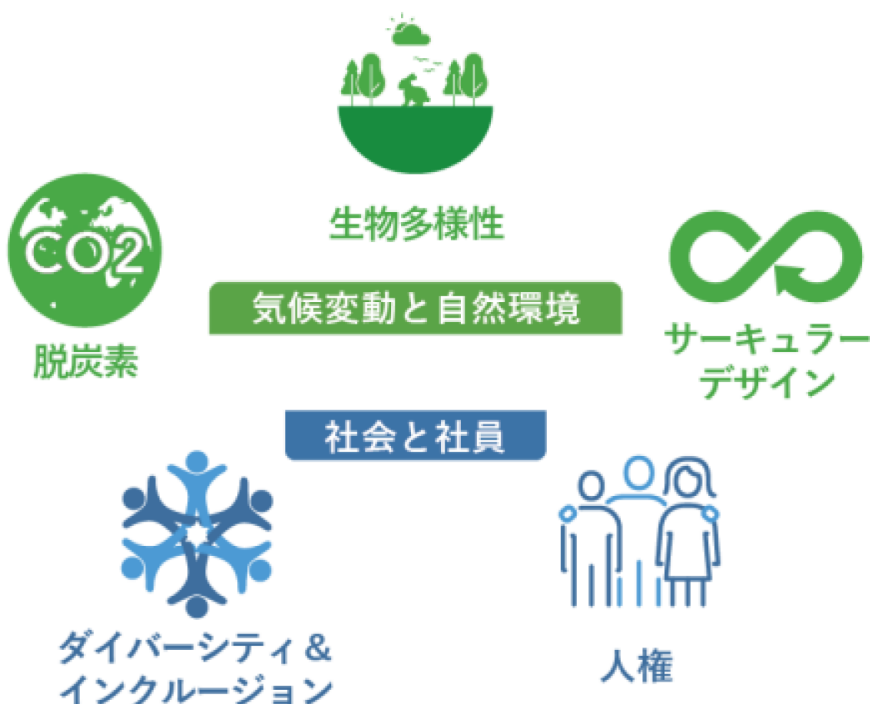 生物多様性
CO2
脱炭素
気候変動と自然環境
サーキュラー
デザイン
社会と社員
ダイバーシティ&
インクルージョン
人権